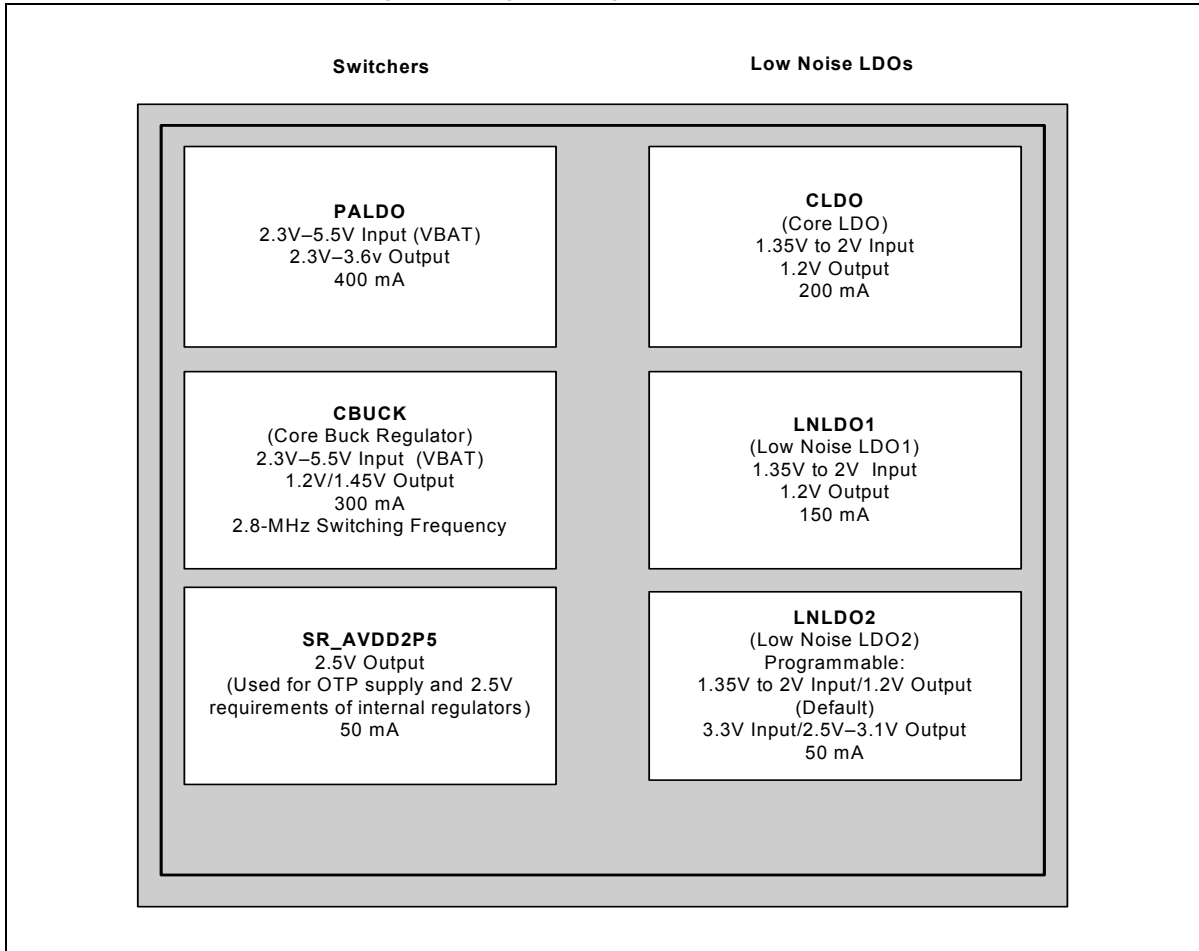 Switchers
Low Noise LDOs
PALDO
2.3V–5.5V Input (VBAT)
2.3V–3.6v Output
400 mA
CBUCK
(Core Buck Regulator)
2.3V–5.5V Input (VBAT)
1.2V/1.45V Output
300 mA
2.8-MHz Switching Frequency
SR_AVDD2P5
2.5V Output
(Used for OTP supply and 2.5V
requirements of internal regulators)
50 mA
CLDO
(Core LDO)
1.35V to 2V Input
1.2V Output
200 mA
LNLDO1
(Low Noise LDO1)
1.35V to 2V Input
1.2V Output
150 mA
LNLDO2
(Low Noise LDO2)
Programmable:
1.35V to 2V Input/1.2V Output
(Default)
3.3V Input/2.5V–3.1V Output
50 mA